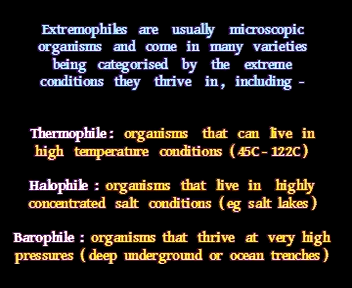 Extremophiles are usually microscopic
organisms and come in many varieties
being categorised by the extreme
conditions they thrive in, including -
Thermophile : organisms that can live in
high temperature conditions (45C - 122C)
Halophile : organisms that live in highly
concentrated salt conditions (eg salt lakes)
Barophile : organisms that thrive at very high
pressures (deep underground or ocean trenches)